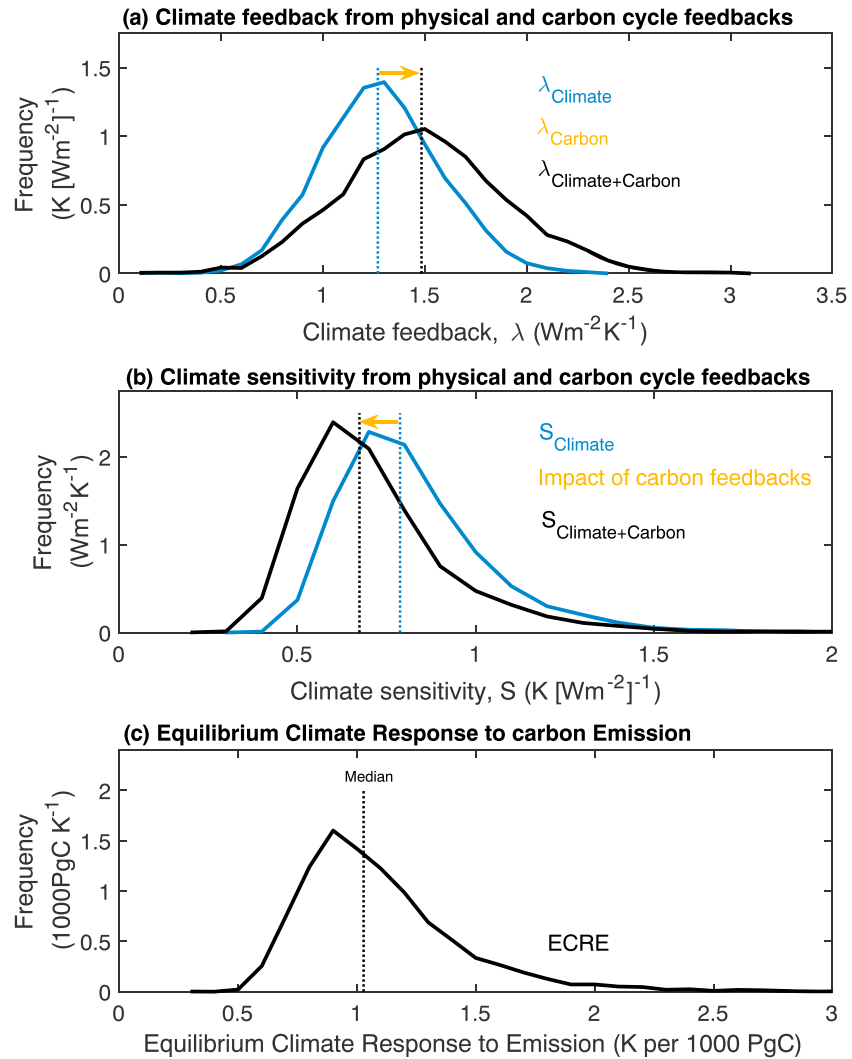 (a) Climate feedback from physical and carbon cycle feedbacks
1.5
1
0.5
0
Frequency
(K [Wm⁻²]⁻¹)
λClimate
λCarbon
λClimate+Carbon
0 0.5 1 1.5 2 2.5 3 3.5
Climate feedback, λ (Wm⁻²K⁻¹)
(b) Climate sensitivity from physical and carbon cycle feedbacks
2
1
0
Frequency
(Wm⁻²K⁻¹)
SClimate
Impact of carbon feedbacks
SClimate+Carbon
0 0.5 1 1.5 2
Climate sensitivity, S (K [Wm⁻²]⁻¹)
(c) Equilibrium Climate Response to carbon Emission
2
1.5
1
0.5
0
Frequency
(1000PgC K⁻¹)
Median
ECRE
0 0.5 1 1.5 2 2.5 3
Equilibrium Climate Response to Emission (K per 1000 PgC)